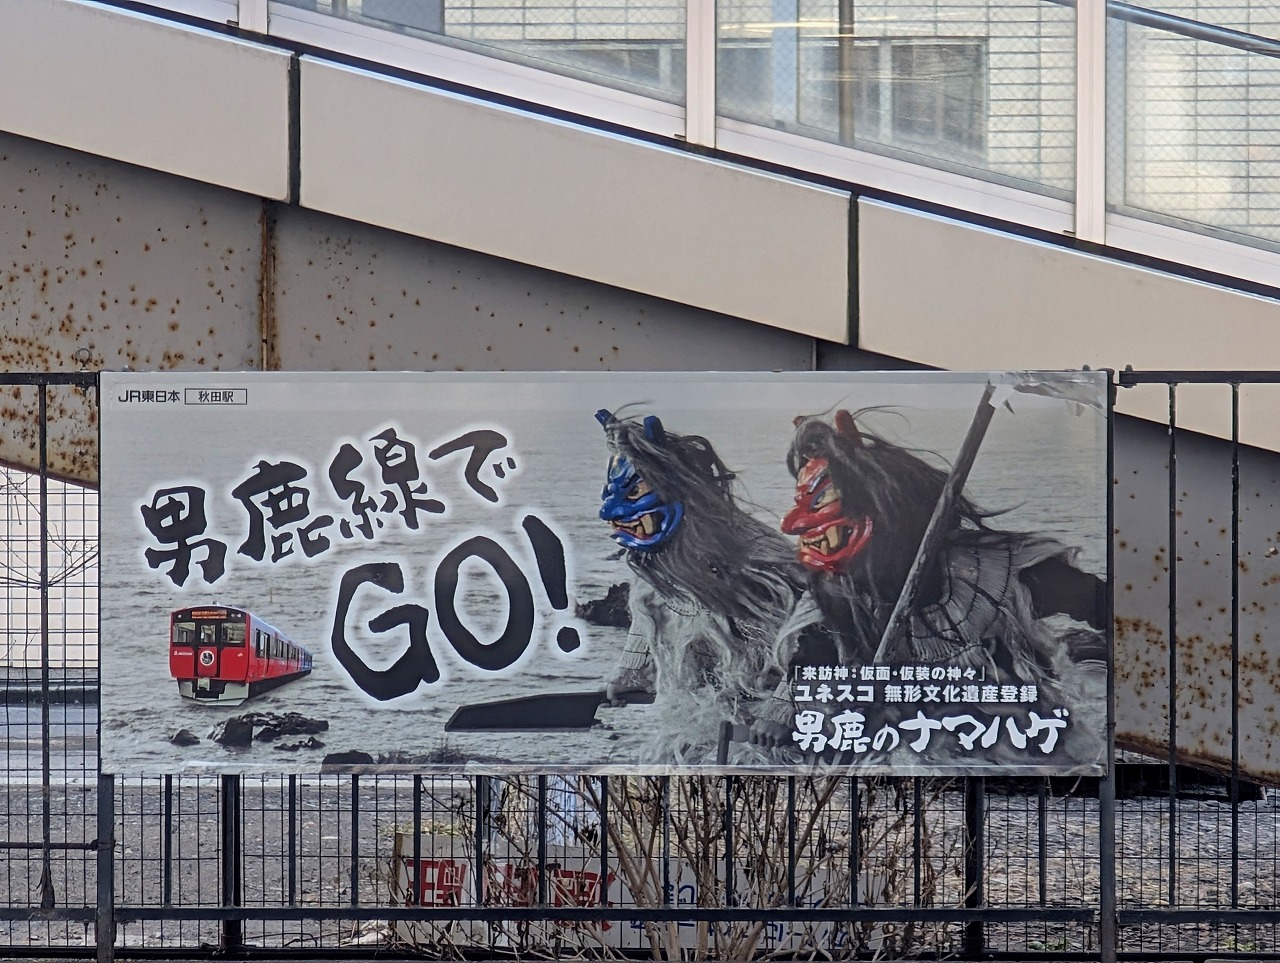 JR東日本 秋田駅
男鹿線で
GO!
「来訪神：仮面・仮装の神々」
ユネスコ 無形文化遺産登録
男鹿のナマハゲ